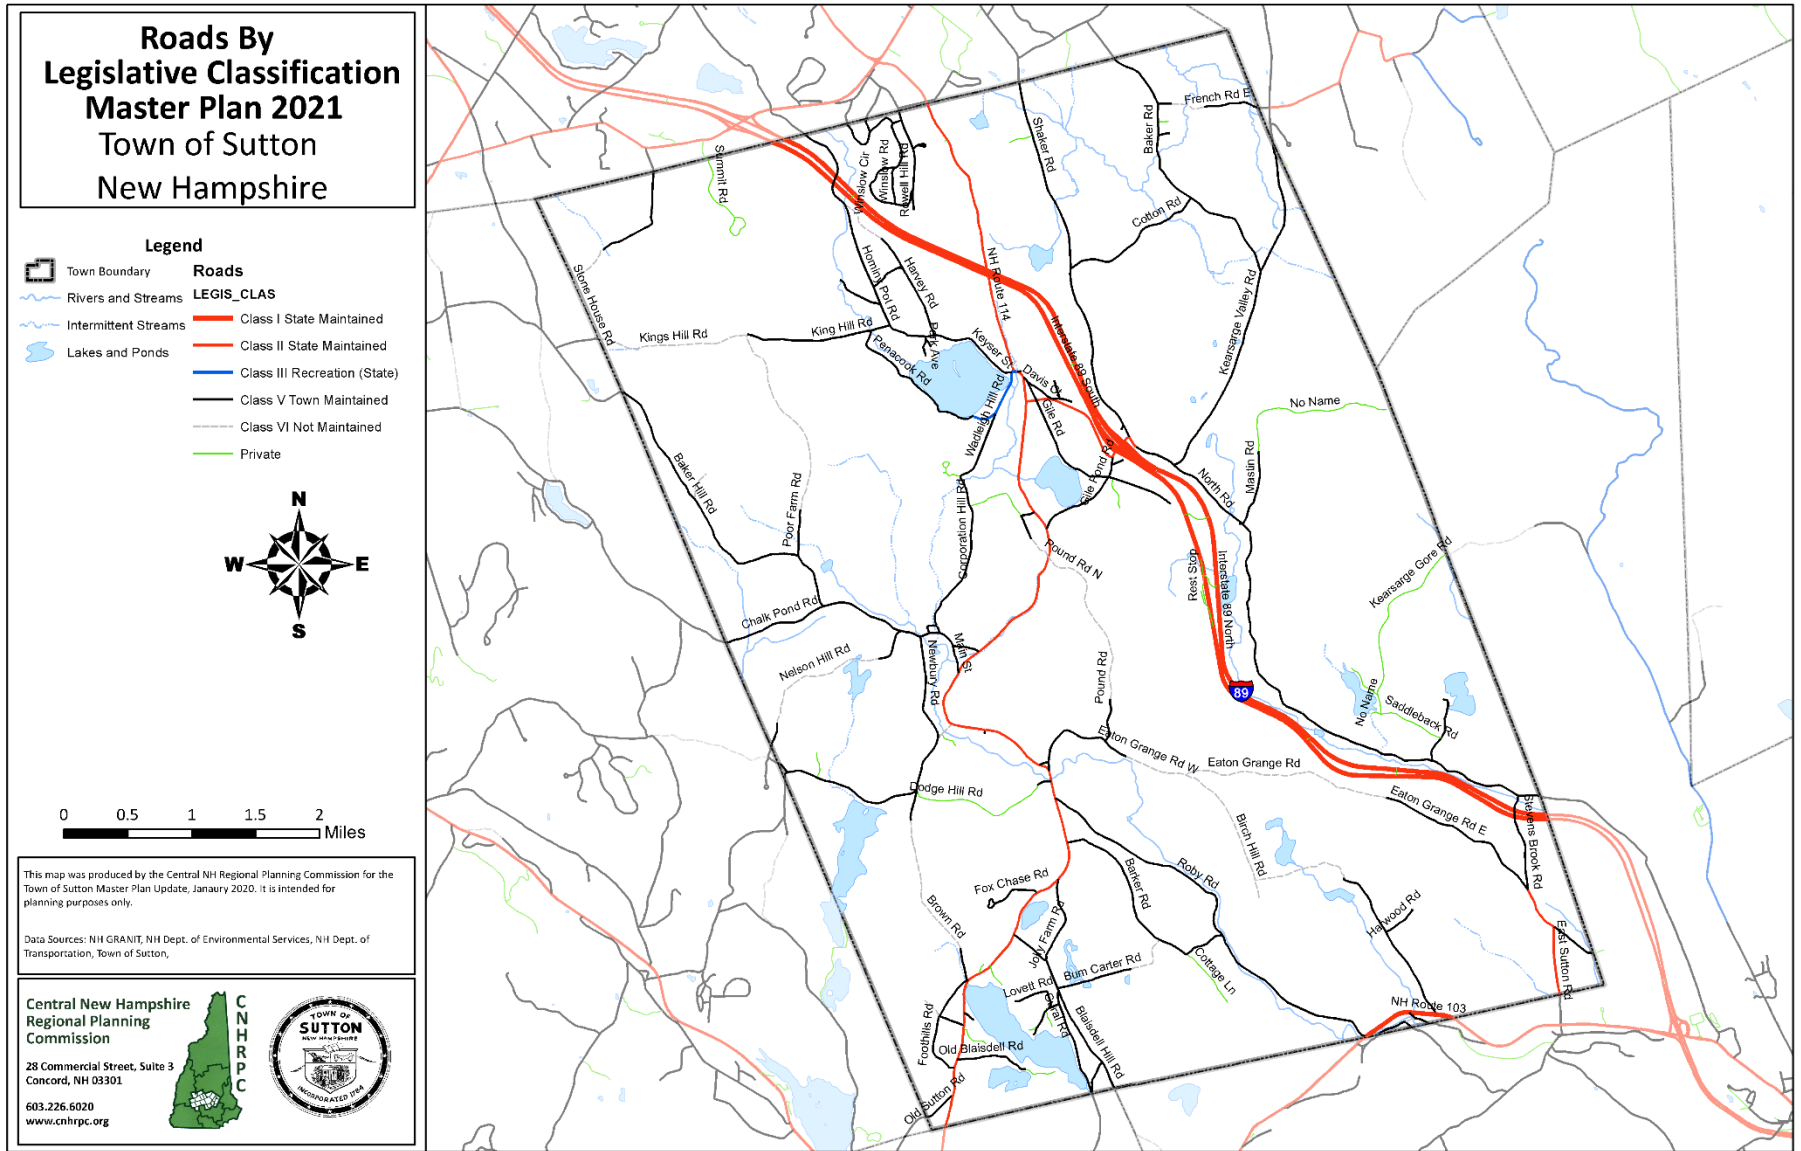 Roads By
Legislative Classification
Master Plan 2021
Town of Sutton
New Hampshire
Legend
Town Boundary
Rivers and Streams
Intermittent Streams
Lakes and Ponds
Roads
LEGIS_CLAS
Class I State Maintained
Class II State Maintained
Class III Recreation (State)
Class V Town Maintained
Class VI Not Maintained
Private
N
W
E
S
0 0.5 1 1.5 2
Miles
This map was produced by the Central NH Regional Planning Commission for the
Town of Sutton Master Plan Update, Janaury 2020. It is intended for
planning purposes only.
Data Sources: NH GRANIT, NH Dept. of Environmental Services, NH Dept. of
Transportation, Town of Sutton,
Central New Hampshire
Regional Planning
Commission
28 Commercial Street, Suite 3
Concord, NH 03301
603.226.6020
www.cnhrpc.org
CNHRPC
TOWN OF
SUTTON
NEW HAMPSHIRE
INCORPORATED 1784
French Rd E
Baker Rd
Shaker Rd
Summit Rd
Winslow Cir
Winslow Rd
Rowell Hill Rd
Cotton Rd
Stone House Rd
Hominy Pot Rd
Harvey Rd
NH Route 114
Kearsarge Valley Rd
Kings Hill Rd
King Hill Rd
Park Ave
Keyser St
Interstate 89 South
Penacook Rd
Davis Ct
Wadleigh Hill Rd
Gile Rd
No Name
Baker Hill Rd
Poor Farm Rd
Corporation Hill Rd
Gile Pond Rd
North Rd
Mastin Rd
Pound Rd N
Rest Stop
Interstate 89 North
Kearsarge Gore Rd
Chalk Pond Rd
Nelson Hill Rd
Newbury Rd
Main St
Pound Rd
89
No Name
Saddleback Rd
Eaton Grange Rd W
Eaton Grange Rd
Dodge Hill Rd
Eaton Grange Rd E
Stevens Brook Rd
Birch Hill Rd
Fox Chase Rd
Barker Rd
Roby Rd
Brown Rd
Jolly Farm Rd
Harwood Rd
East Sutton Rd
Bum Carter Rd
Cottage Ln
Lovett Rd
NH Route 103
Foothills Rd
Blaisdell Hill Rd
Old Blaisdell Rd
Old Sutton Rd